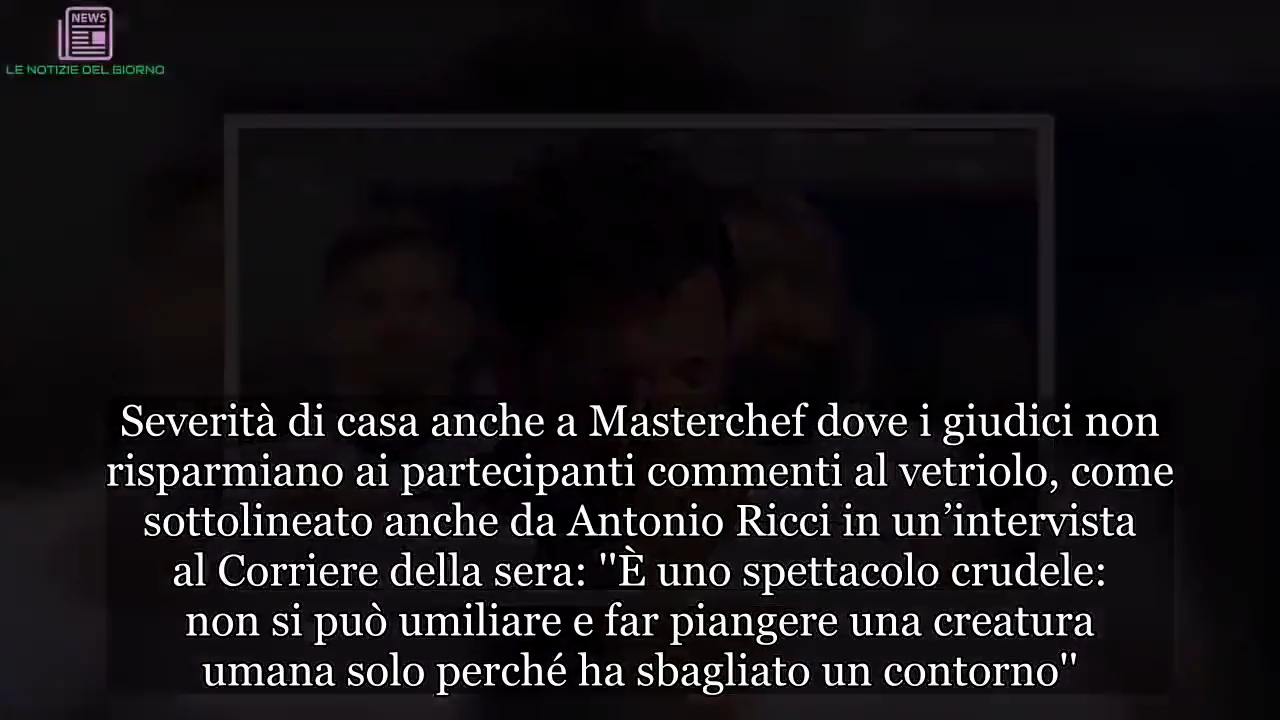 NEWS
LE NOTIZIE DEL GIORNO
Severità di casa anche a Masterchef dove i giudici non
risparmiano ai partecipanti commenti al vetriolo, come
sottolineato anche da Antonio Ricci in un’intervista
al Corriere della sera: "È uno spettacolo crudele:
non si può umiliare e far piangere una creatura
umana solo perché ha sbagliato un contorno"